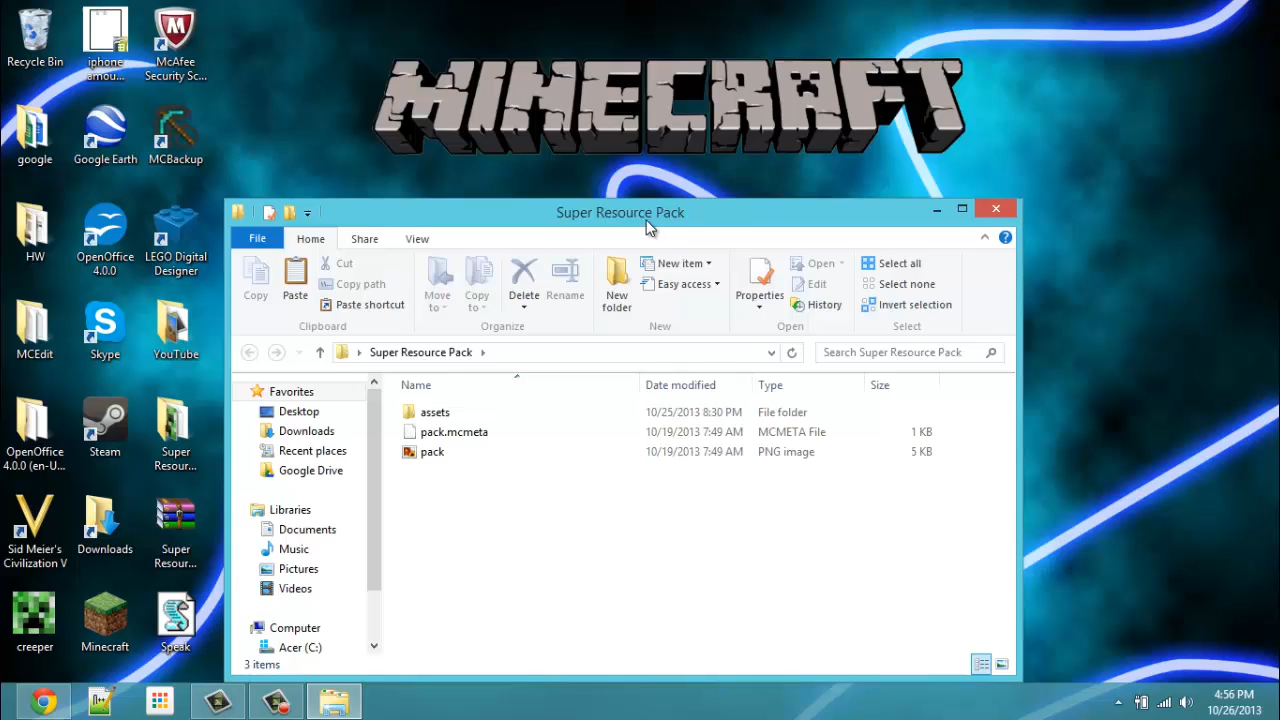 MINECRAFT
Recycle Bin
iphone
amou...
McAfee
Security Sc...
google
Google Earth
MCBackup
HW
OpenOffice
4.0.0
LEGO Digital
Designer
MCEdit
Skype
YouTube
OpenOffice
4.0.0 (en-U...
Steam
Super
Resour...
Sid Meier's
Civilization V
Downloads
Super
Resour...
creeper
Minecraft
Speak
Super Resource Pack
File
Home
Share
View
Copy
Paste
Cut
Copy path
Paste shortcut
Clipboard
Move
to
Copy
to
Delete
Rename
Organize
New
folder
New item
Easy access
New
Properties
Open
Edit
History
Open
Select all
Select none
Invert selection
Select
Super Resource Pack
Search Super Resource Pack
Favorites
Desktop
Downloads
Recent places
Google Drive
Libraries
Documents
Music
Pictures
Videos
Computer
Acer (C:)
Name Date modified Type Size
assets 10/25/2013 8:30 PM File folder
pack.mcmeta 10/19/2013 7:49 AM MCMETA File 1 KB
pack 10/19/2013 7:49 AM PNG image 5 KB
3 items
4:56 PM
10/26/2013